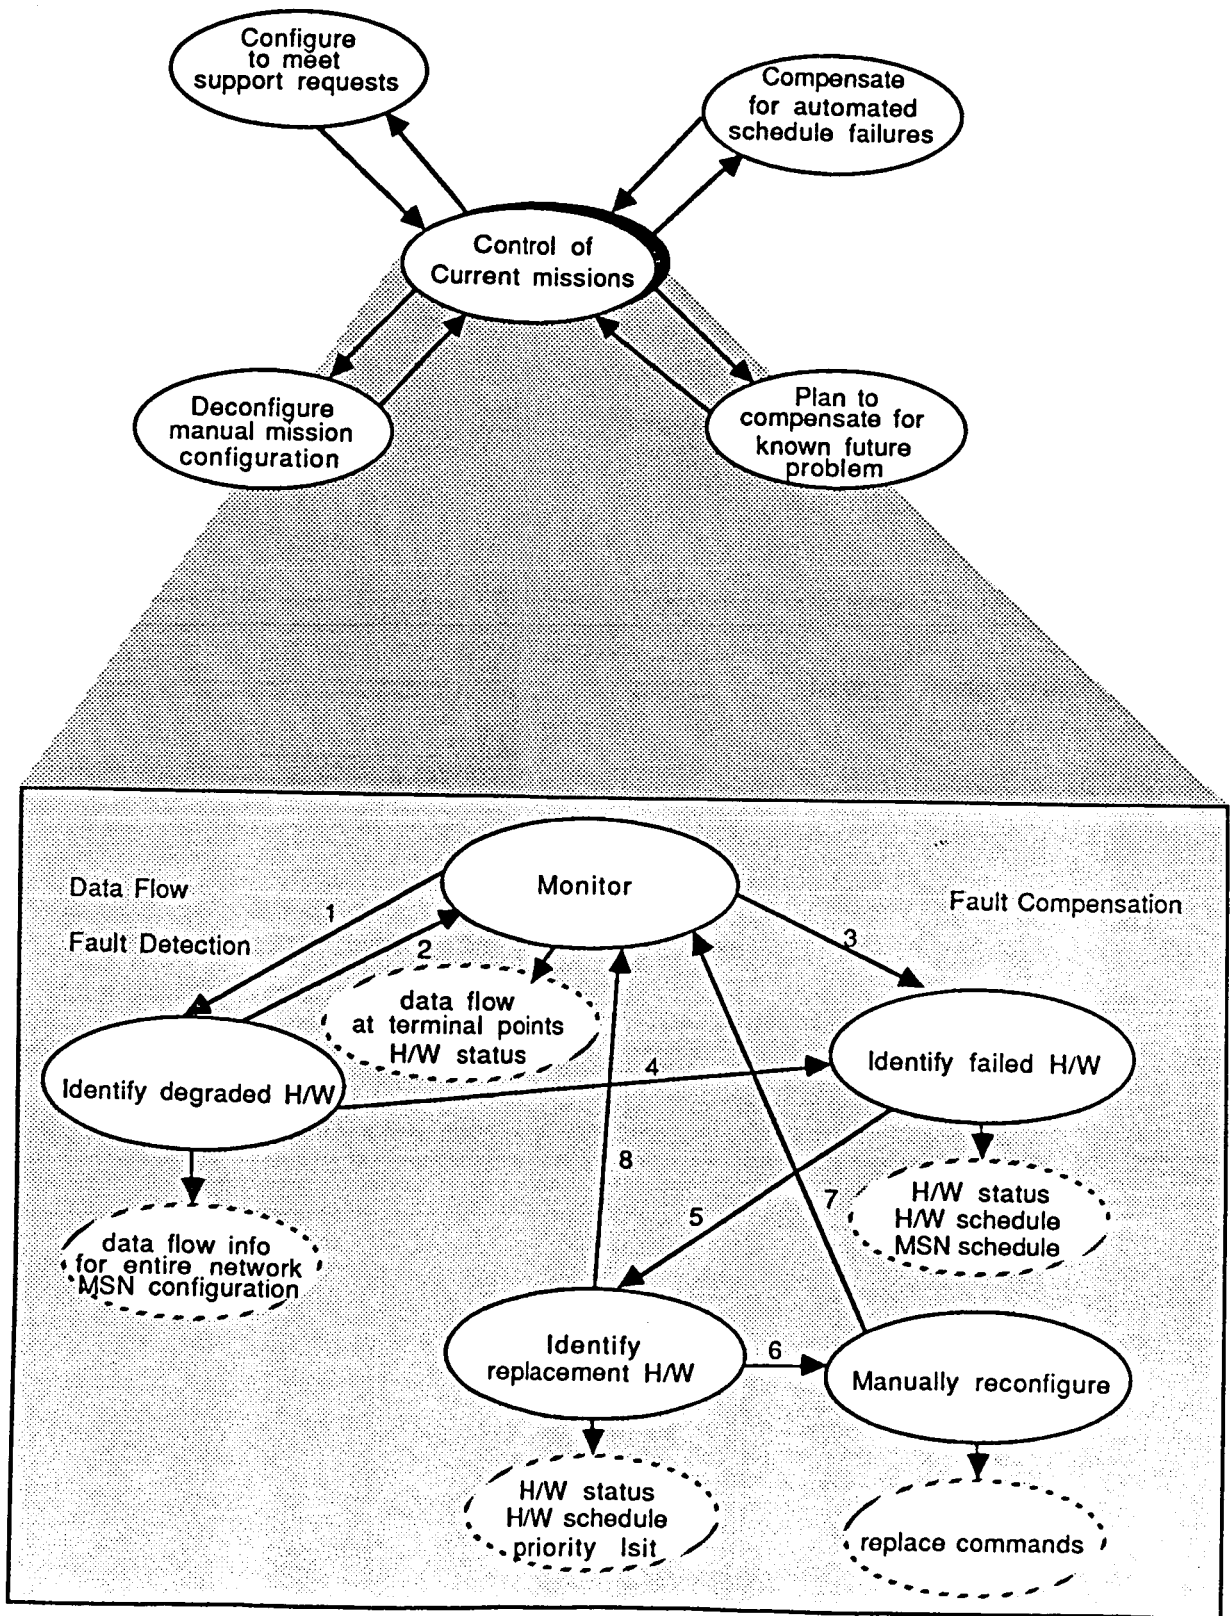 Configure
to meet
support requests
Compensate
for automated
schedule failures
Control of
Current missions
Deconfigure
manual mission
configuration
Plan to
compensate for
known future
problem
Monitor
Data Flow
Fault Detection
Fault Compensation
1
2
3
data flow
at terminal points
H/W status
Identify degraded H/W
4
Identify failed H/W
8
5
7
H/W status
H/W schedule
MSN schedule
data flow info
for entire network
MSN configuration
Identify
replacement H/W
6
Manually reconfigure
H/W status
H/W schedule
priority lsit
replace commands